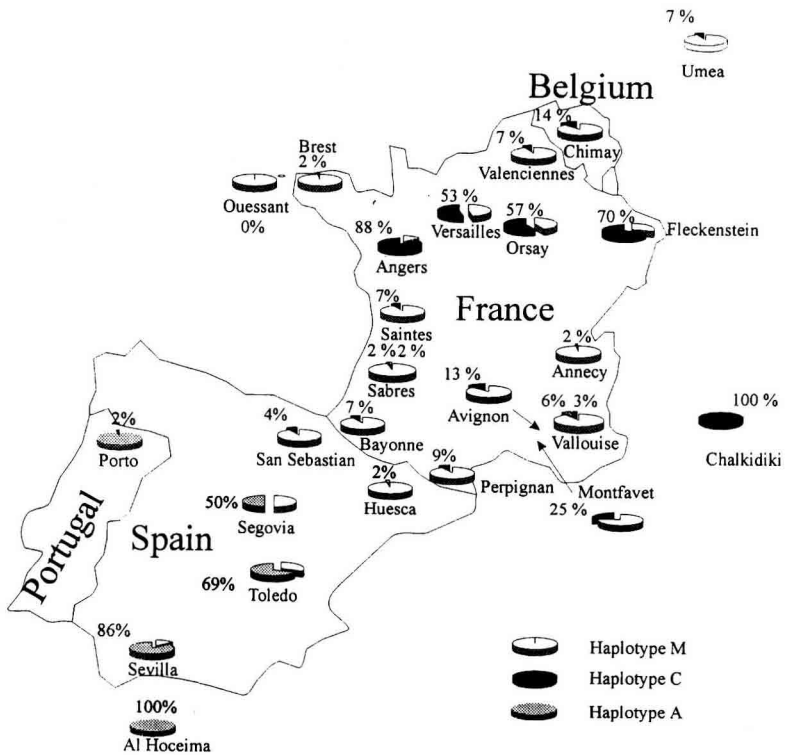 7 %
Umea
Belgium
14 %
Chimay
7 %
Valenciennes
Brest
2 %
Ouessant
0%
53 %
Versailles
57 %
Orsay
70 %
Fleckenstein
88 %
Angers
France
7%
Saintes
2 % 2 %
Sabres
2 %
Annecy
13 %
Avignon
6% 3%
Vallouise
100 %
Chalkidiki
2%
Porto
4%
San Sebastian
7 %
Bayonne
2%
Huesca
9%
Perpignan
Montfavet
25 %
Portugal
Spain
50%
Segovia
69%
Toledo
86%
Sevilla
100%
Al Hoceima
Haplotype M
Haplotype C
Haplotype A